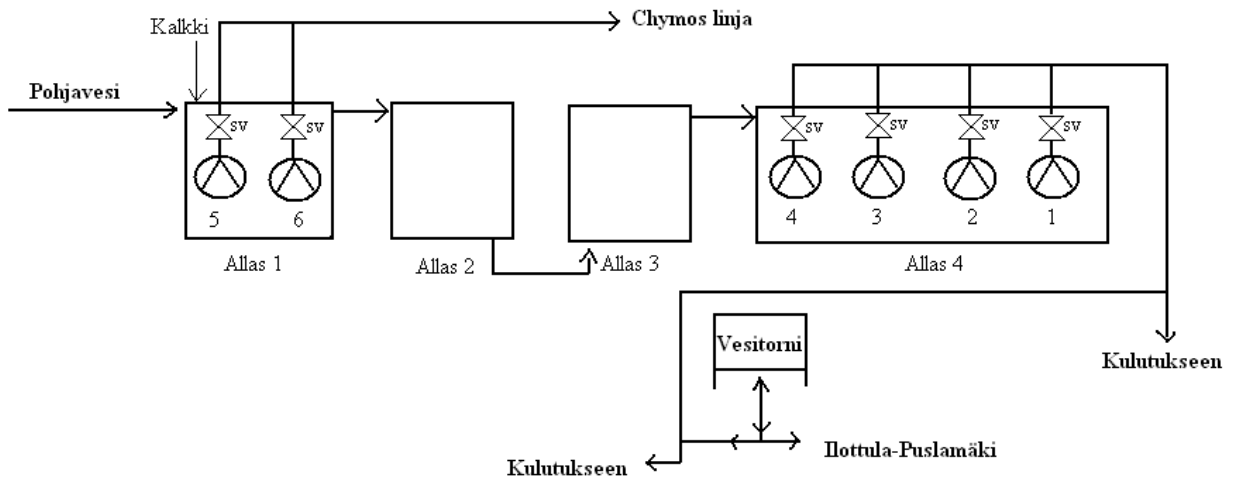 Chymos linja
Kalkki
Pohjavesi
sv
sv
sv
sv
sv
sv
5
6
4
3
2
1
Allas 1
Allas 2
Allas 3
Allas 4
Vesitorni
Kulutukseen
Ilottula-Puslamäki
Kulutukseen